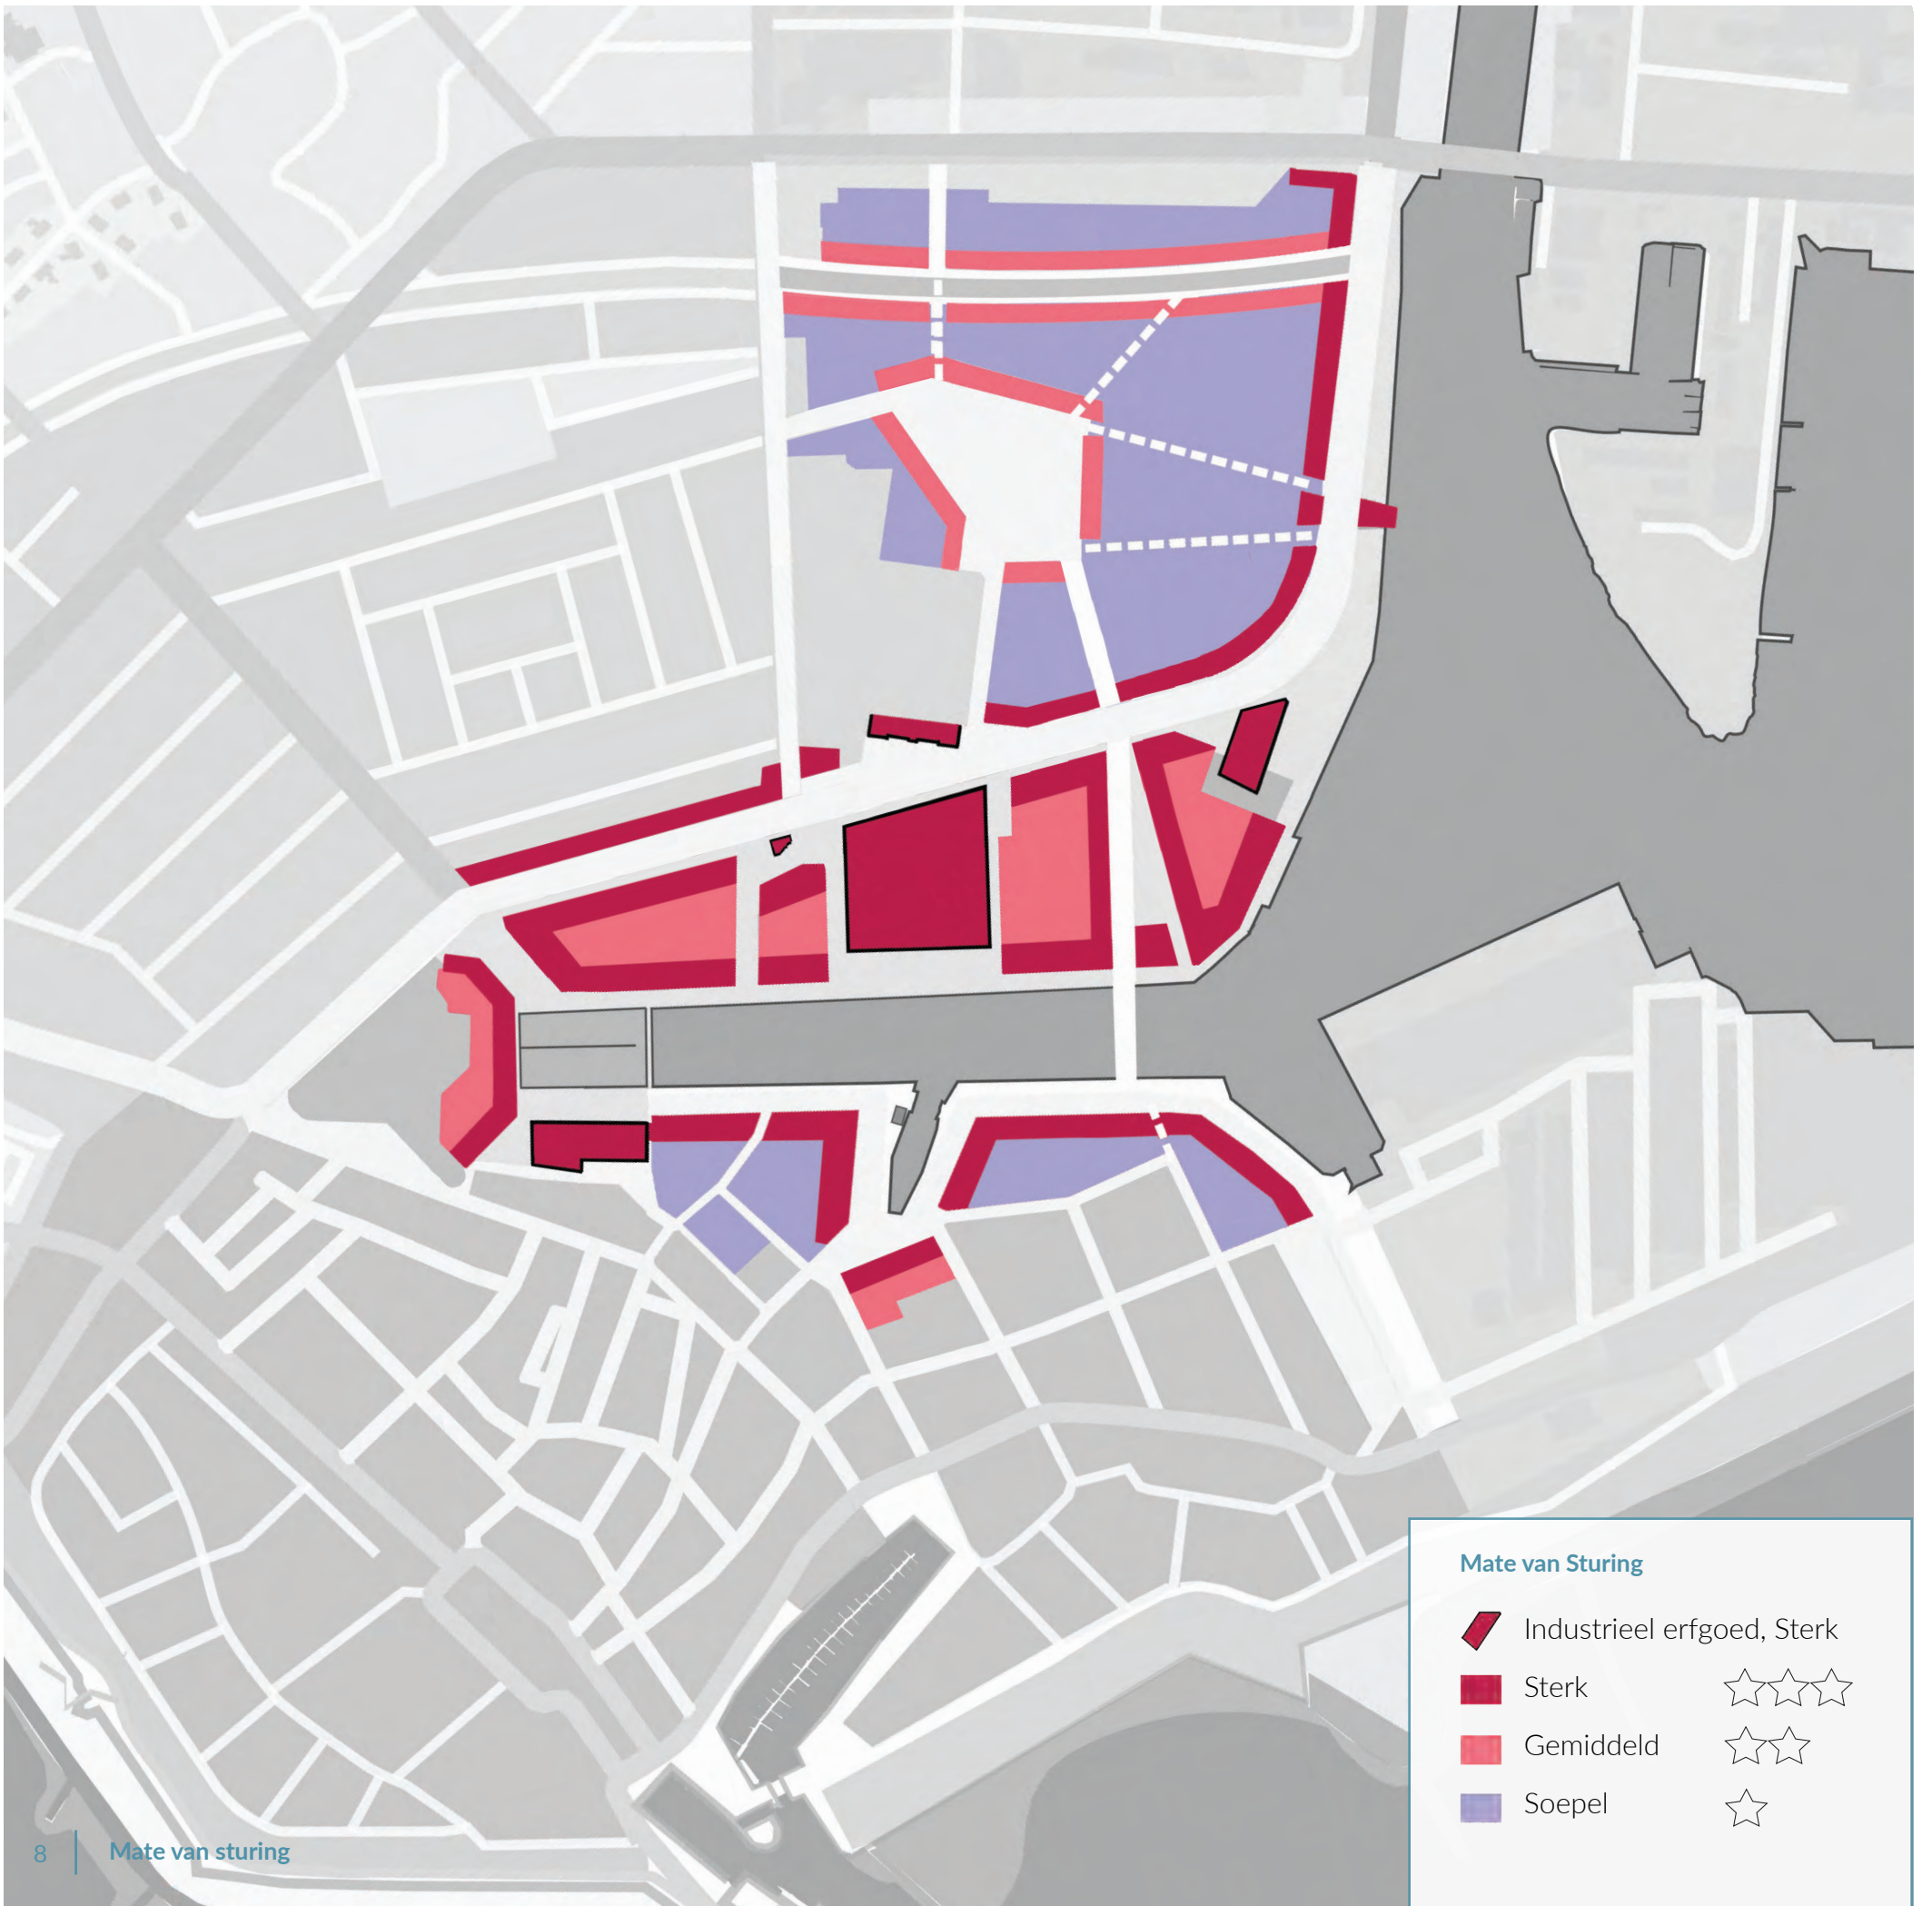 Mate van Sturing
Industrieel erfgoed, Sterk
Sterk
Gemiddeld
Soepel
8 | Mate van sturing